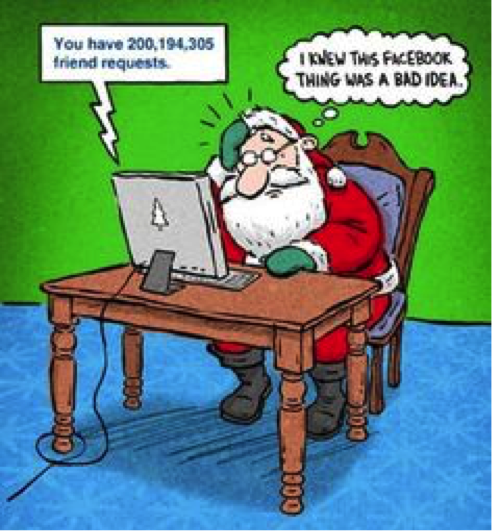 You have 200,194,305
friend requests.
I KNEW THIS FACEBOOK
THING WAS A BAD IDEA.